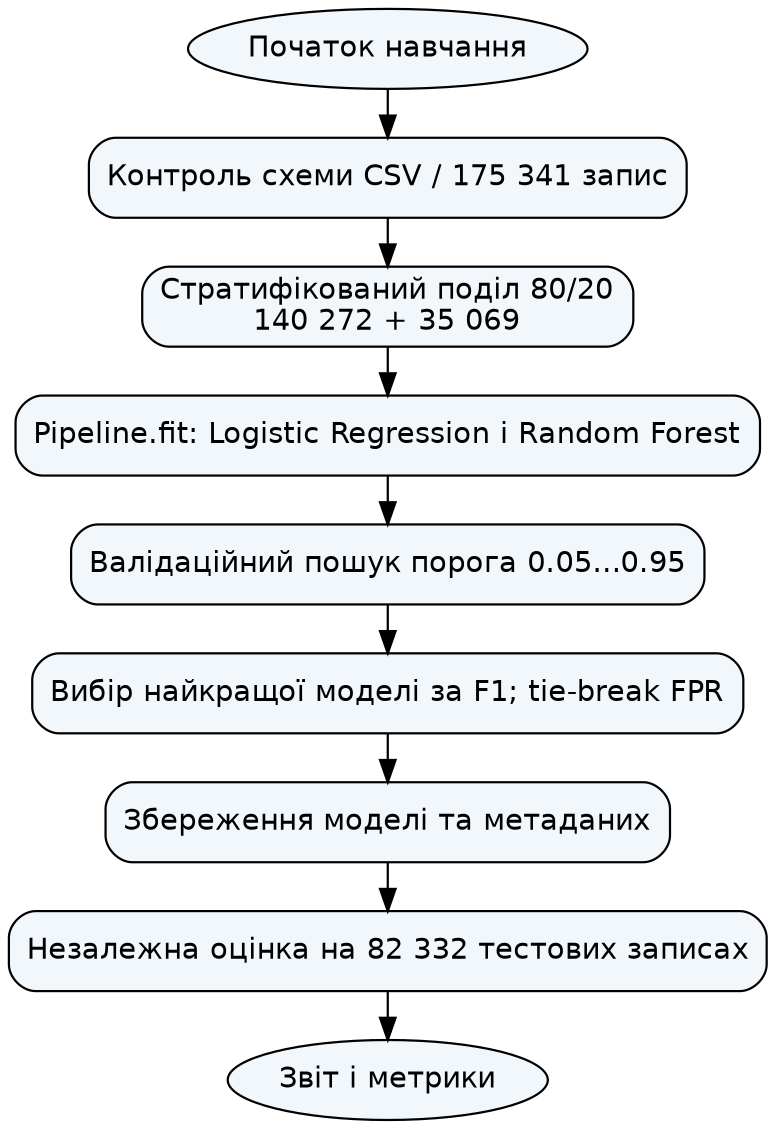 Початок навчання
Контроль схеми CSV / 175 341 запис
Стратифікований поділ 80/20
140 272 + 35 069
Pipeline.fit: Logistic Regression і Random Forest
Валідаційний пошук порога 0.05…0.95
Вибір найкращої моделі за F1; tie-break FPR
Збереження моделі та метаданих
Незалежна оцінка на 82 332 тестових записах
Звіт і метрики